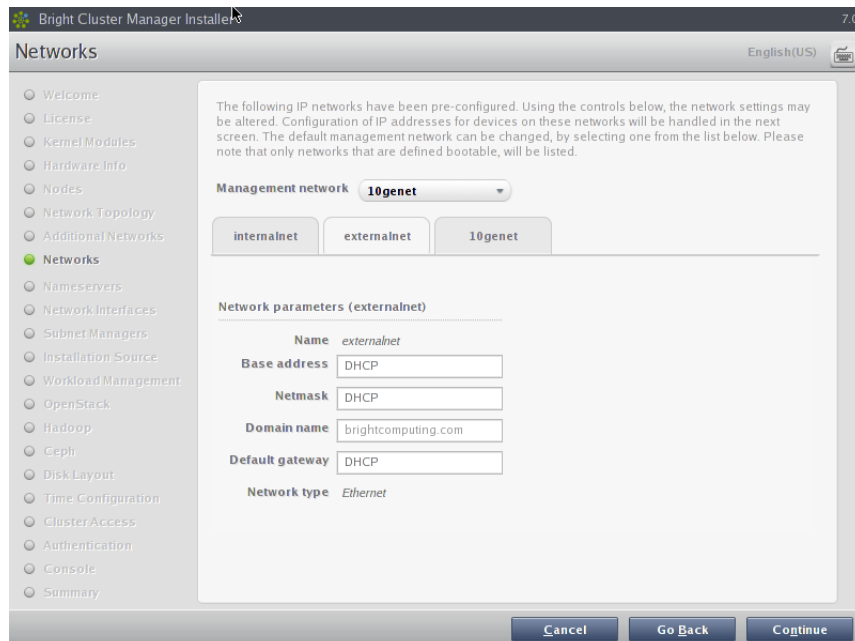 Bright Cluster Manager Installer
7.0
Networks
English(US)
Welcome
License
Kernel Modules
Hardware Info
Nodes
Network Topology
Additional Networks
Networks
Nameservers
Network Interfaces
Subnet Managers
Installation Source
Workload Management
OpenStack
Hadoop
Ceph
Disk Layout
Time Configuration
Cluster Access
Authentication
Console
Summary
The following IP networks have been pre-configured. Using the controls below, the network settings may
be altered. Configuration of IP addresses for devices on these networks will be handled in the next
screen. The default management network can be changed, by selecting one from the list below. Please
note that only networks that are defined bootable, will be listed.
Management network 10genet
internalnet externalnet 10genet
Network parameters (externalnet)
Name externalnet
Base address DHCP
Netmask DHCP
Domain name brightcomputing.com
Default gateway DHCP
Network type Ethernet
Cancel Go Back Continue